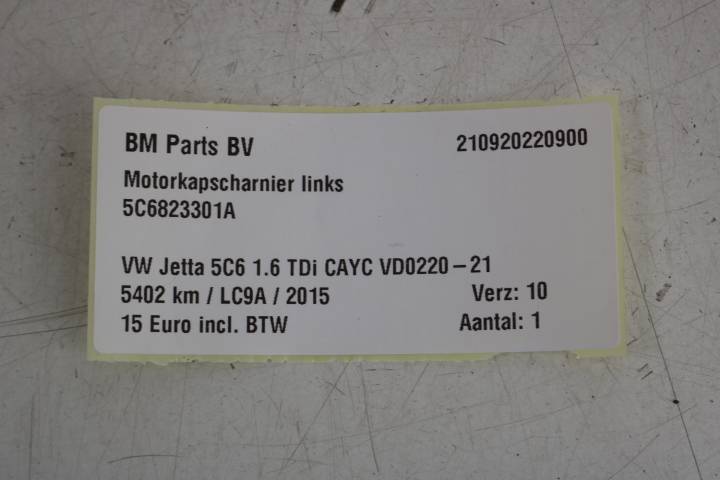 BM Parts BV 210920220900
Motorkapscharnier links
5C6823301A
VW Jetta 5C6 1.6 TDi CAYC VD0220-21
5402 km / LC9A / 2015 Verz: 10
15 Euro incl. BTW Aantal: 1